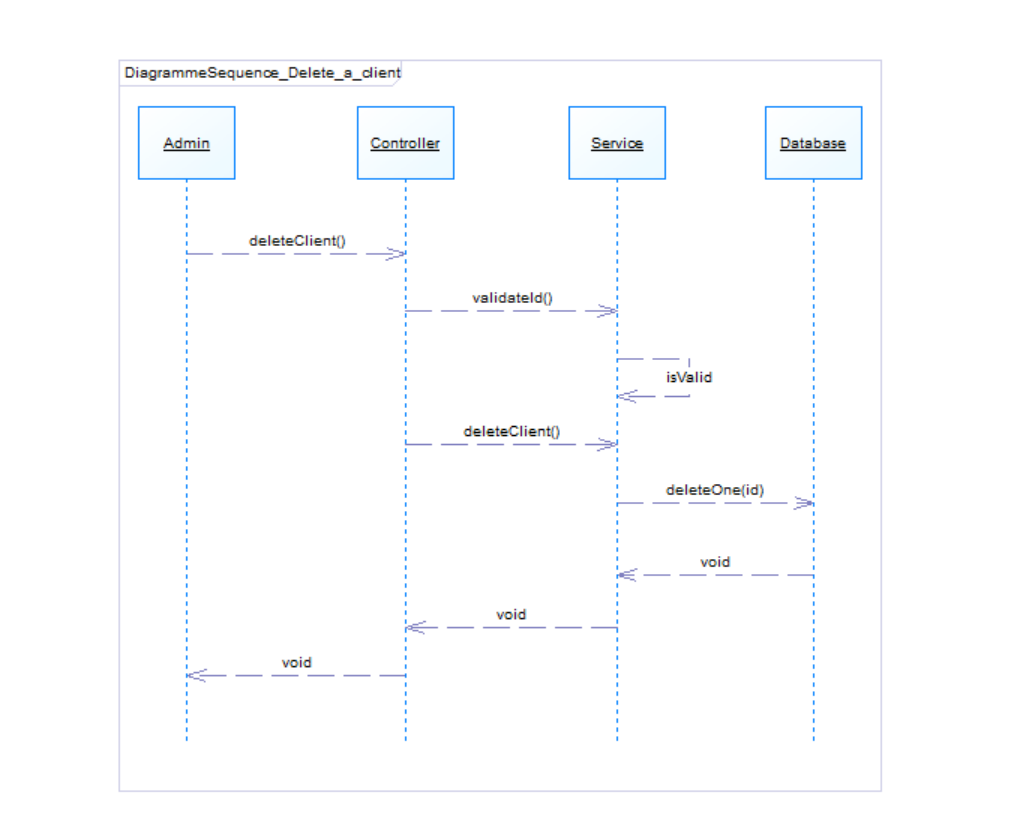 DiagrammeSequence_Delete_a_client
Admin
Controller
Service
Database
deleteClient()
validateId()
isValid
deleteClient()
deleteOne(id)
void
void
void